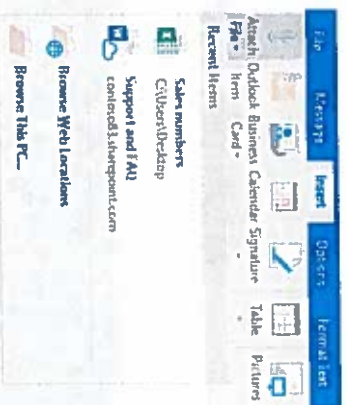 File Message Insert Options Format Text
Attach Outlook Business Calendar Signature Table Pictures
File Item Card
Recent Items
Sales numbers
C:\Users\Desktop
Support and FAQ
contoso83.sharepoint.com
Browse Web Locations
Browse This PC...